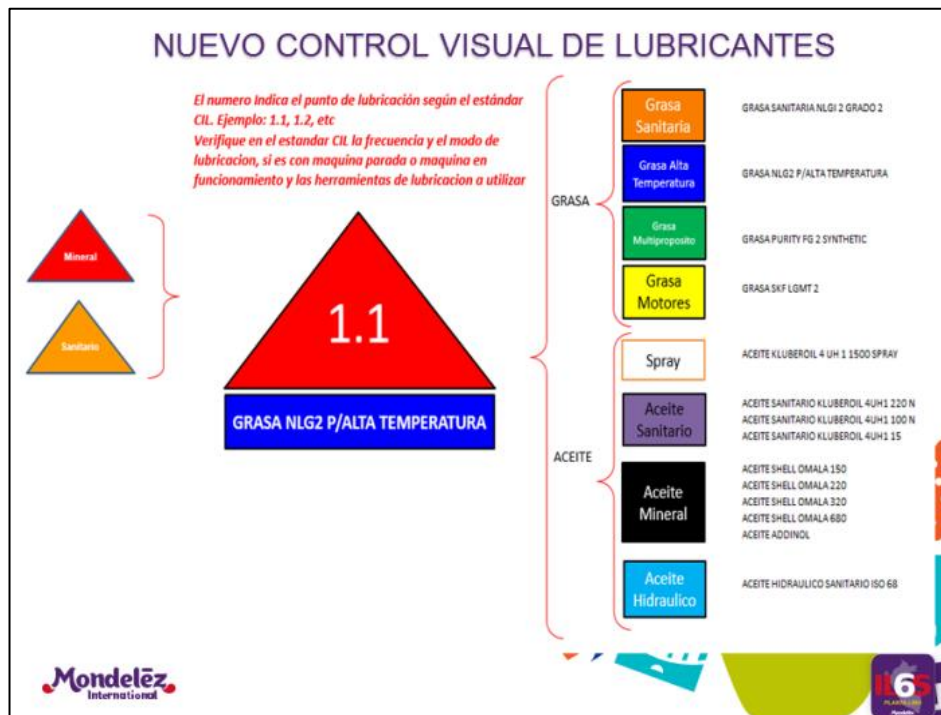 NUEVO CONTROL VISUAL DE LUBRICANTES
El numero Indica el punto de lubricación según el estándar
CIL. Ejemplo: 1.1, 1.2, etc
Verifique en el estandar CIL la frecuencia y el modo de
lubricacion, si es con maquina parada o maquina en
funcionamiento y las herramientas de lubricacion a utilizar
Mineral
Sanitario
1.1
GRASA NLG2 P/ALTA TEMPERATURA
GRASA
Grasa
Sanitaria
GRASA SANITARIA NLGI 2 GRADO 2
Grasa Alta
Temperatura
GRASA NLG2 P/ALTA TEMPERATURA
Grasa
Multiproposito
GRASA PURITY FG 2 SYNTHETIC
Grasa
Motores
GRASA SKF LGMT 2
ACEITE
Spray
ACEITE KLUBEROIL 4 UH 1 1500 SPRAY
Aceite
Sanitario
ACEITE SANITARIO KLUBEROIL 4UH1 220 N
ACEITE SANITARIO KLUBEROIL 4UH1 100 N
ACEITE SANITARIO KLUBEROIL 4UH1 15
Aceite
Mineral
ACEITE SHELL OMALA 150
ACEITE SHELL OMALA 220
ACEITE SHELL OMALA 320
ACEITE SHELL OMALA 680
ACEITE ADDINOL
Aceite
Hidraulico
ACEITE HIDRAULICO SANITARIO ISO 68
Mondelēz
International
IL6S
PLANTA LIMA
Mondelēz